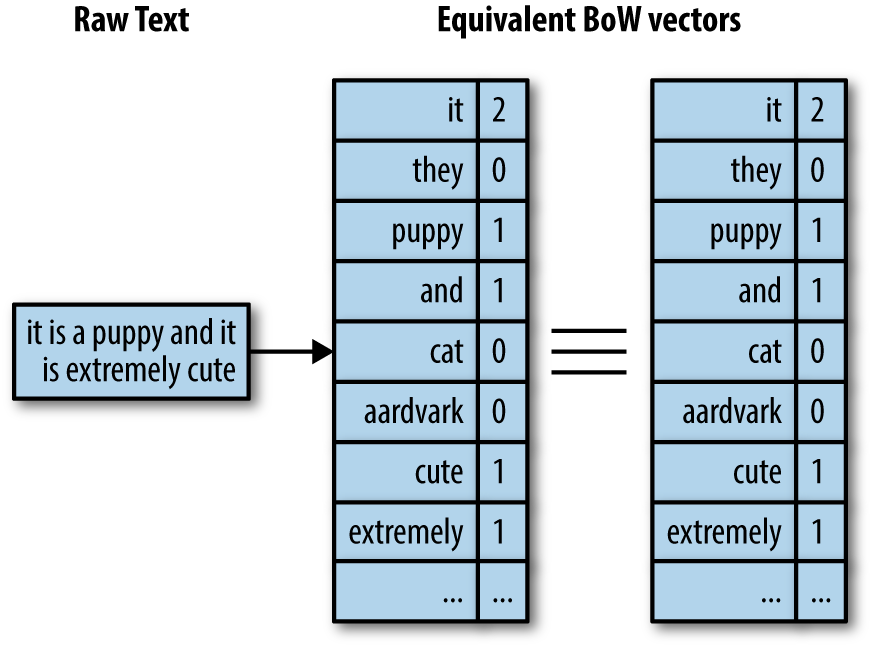 Raw Text
Equivalent BoW vectors
it is a puppy and it
is extremely cute
it 2
they 0
puppy 1
and 1
cat 0
aardvark 0
cute 1
extremely 1
... ...
it 2
they 0
puppy 1
and 1
cat 0
aardvark 0
cute 1
extremely 1
... ...